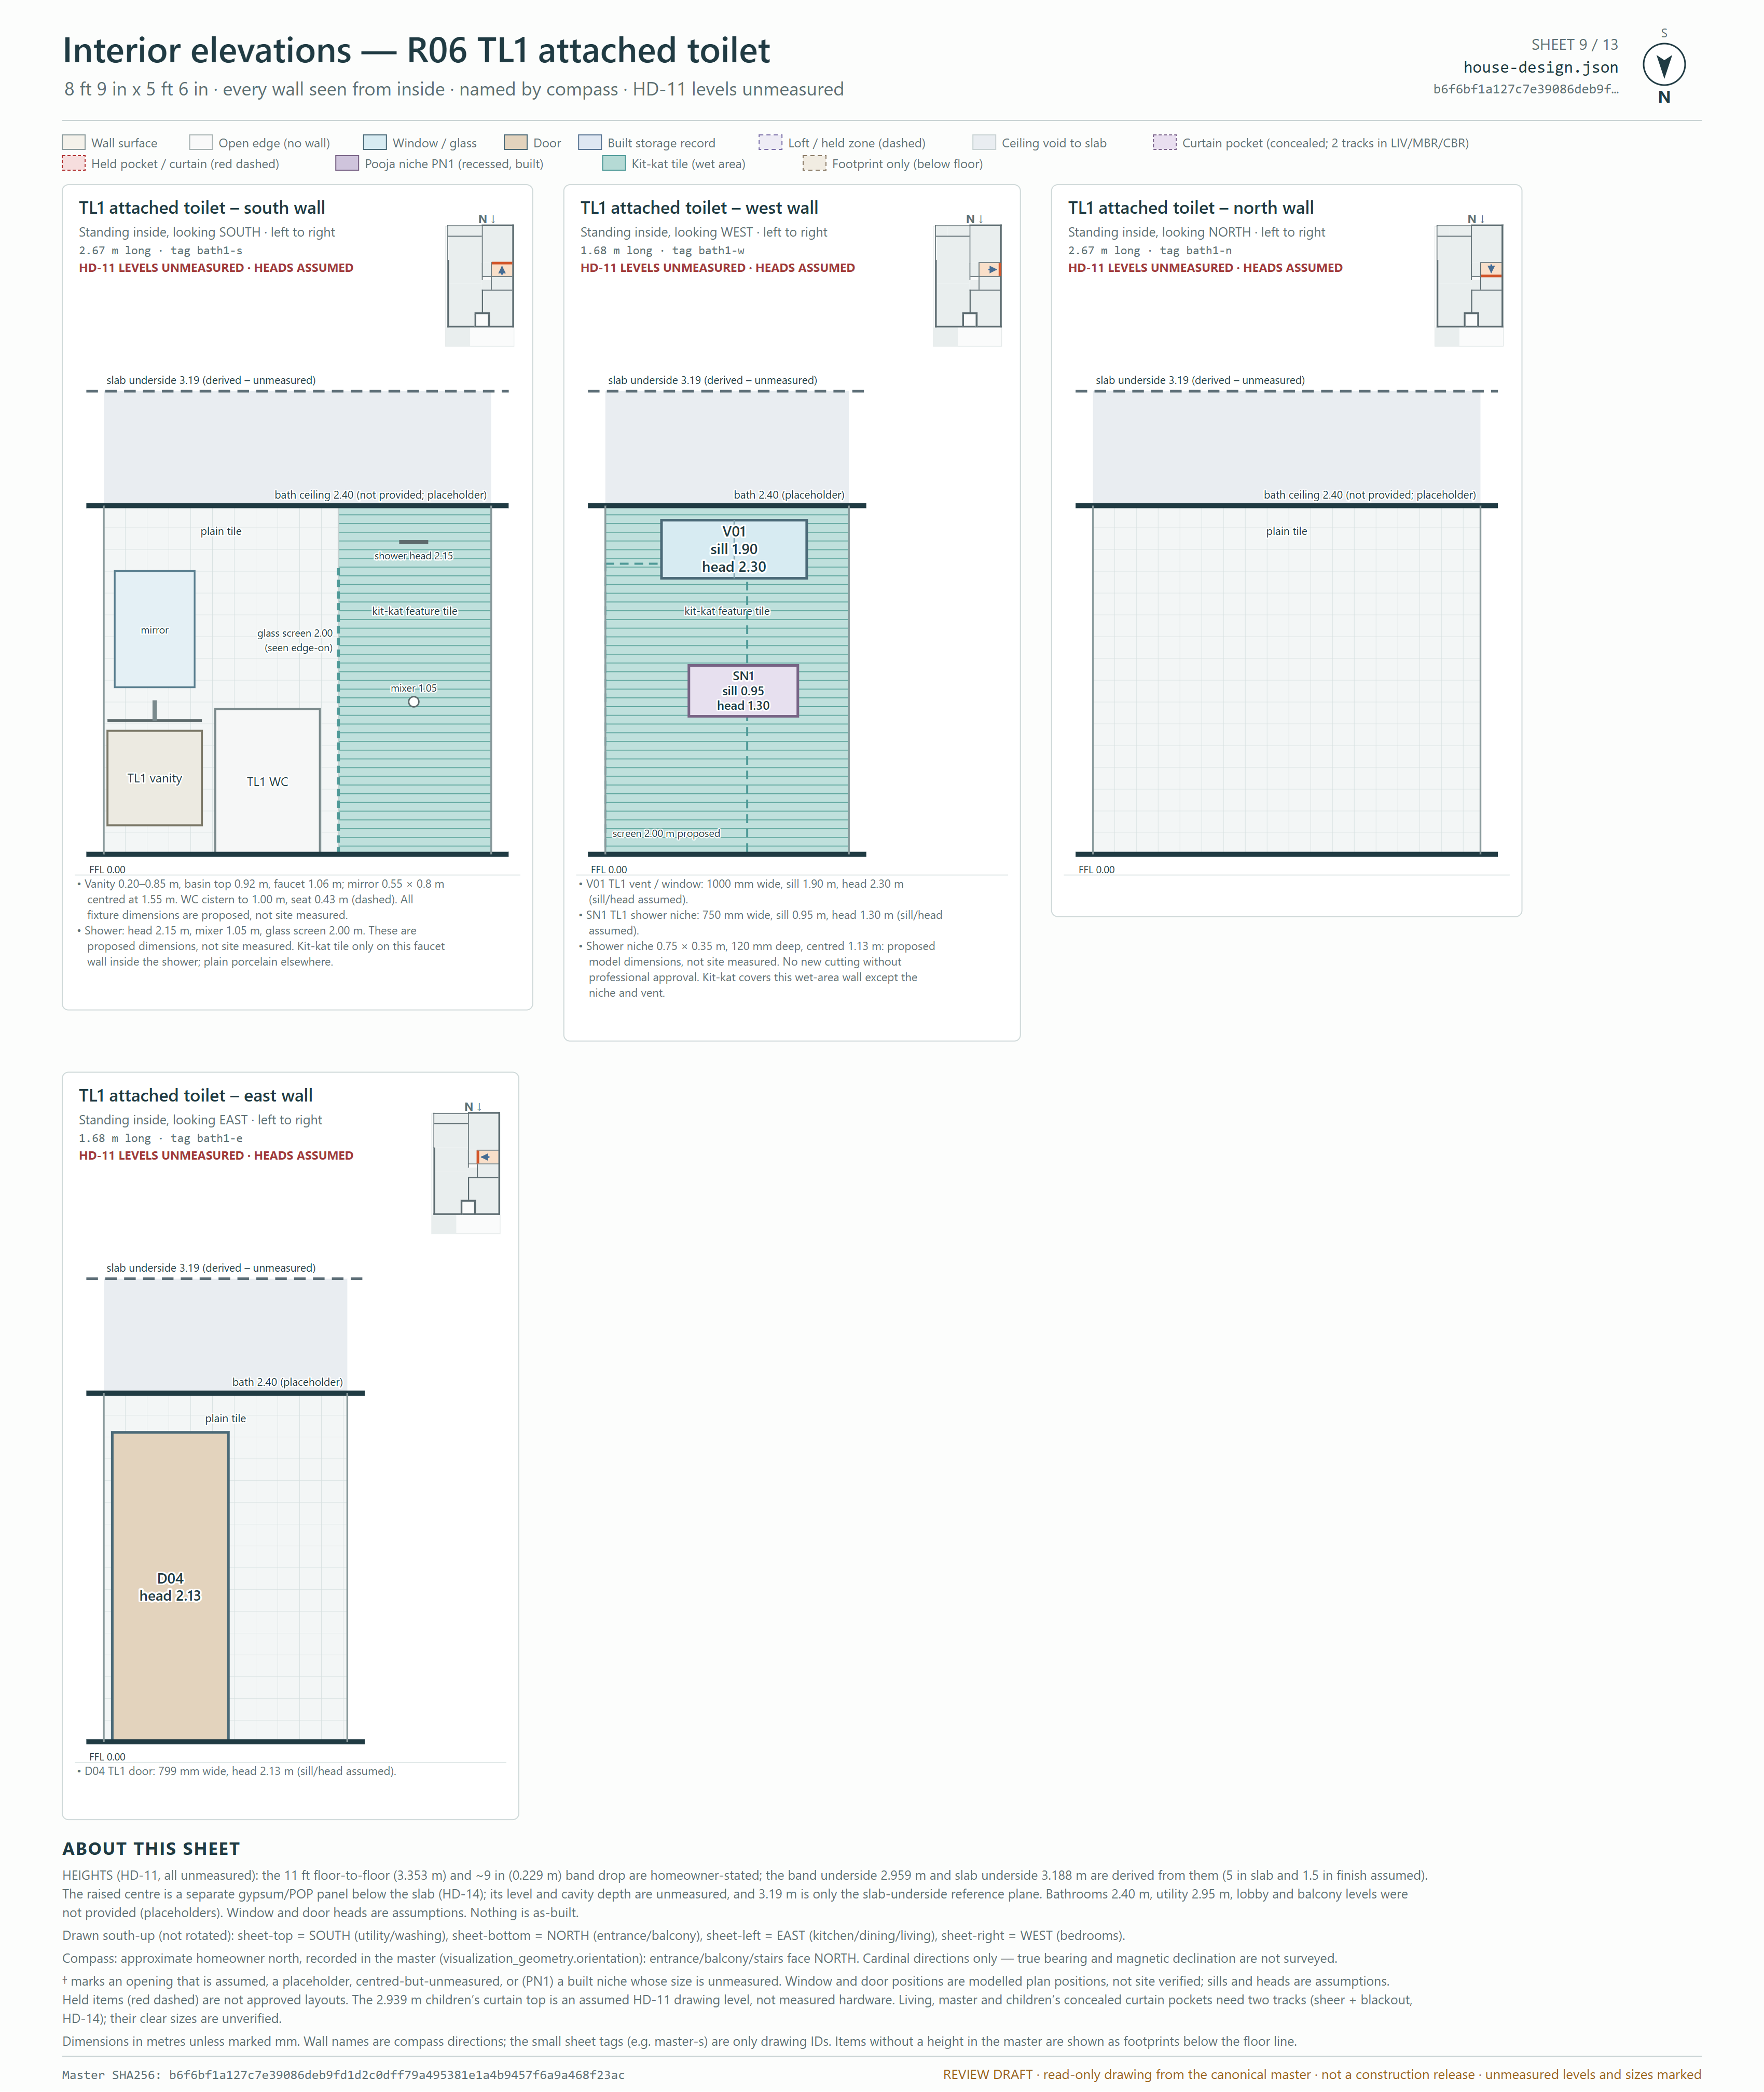 Interior elevations — R06 TL1 attached toilet
8 ft 9 in x 5 ft 6 in · every wall seen from inside · named by compass · HD-11 levels unmeasured
SHEET 9 / 13
house-design.json
b6f6bf1a127c7e39086deb9f…
S
N
Wall surface
Open edge (no wall)
Window / glass
Door
Built storage record
Loft / held zone (dashed)
Ceiling void to slab
Curtain pocket (concealed; 2 tracks in LIV/MBR/CBR)
Held pocket / curtain (red dashed)
Pooja niche PN1 (recessed, built)
Kit-kat tile (wet area)
Footprint only (below floor)
TL1 attached toilet – south wall
Standing inside, looking SOUTH · left to right
2.67 m long · tag bath1-s
HD-11 LEVELS UNMEASURED · HEADS ASSUMED
N ↓
slab underside 3.19 (derived – unmeasured)
bath ceiling 2.40 (not provided; placeholder)
plain tile
shower head 2.15
kit-kat feature tile
mirror
glass screen 2.00
(seen edge-on)
mixer 1.05
TL1 vanity
TL1 WC
FFL 0.00
• Vanity 0.20–0.85 m, basin top 0.92 m, faucet 1.06 m; mirror 0.55 × 0.8 m
centred at 1.55 m. WC cistern to 1.00 m, seat 0.43 m (dashed). All
fixture dimensions are proposed, not site measured.
• Shower: head 2.15 m, mixer 1.05 m, glass screen 2.00 m. These are
proposed dimensions, not site measured. Kit-kat tile only on this faucet
wall inside the shower; plain porcelain elsewhere.
TL1 attached toilet – west wall
Standing inside, looking WEST · left to right
1.68 m long · tag bath1-w
HD-11 LEVELS UNMEASURED · HEADS ASSUMED
N ↓
slab underside 3.19 (derived – unmeasured)
bath 2.40 (placeholder)
V01
sill 1.90
head 2.30
kit-kat feature tile
SN1
sill 0.95
head 1.30
screen 2.00 m proposed
FFL 0.00
• V01 TL1 vent / window: 1000 mm wide, sill 1.90 m, head 2.30 m
(sill/head assumed).
• SN1 TL1 shower niche: 750 mm wide, sill 0.95 m, head 1.30 m (sill/head
assumed).
• Shower niche 0.75 × 0.35 m, 120 mm deep, centred 1.13 m: proposed
model dimensions, not site measured. No new cutting without
professional approval. Kit-kat covers this wet-area wall except the
niche and vent.
TL1 attached toilet – north wall
Standing inside, looking NORTH · left to right
2.67 m long · tag bath1-n
HD-11 LEVELS UNMEASURED · HEADS ASSUMED
N ↓
slab underside 3.19 (derived – unmeasured)
bath ceiling 2.40 (not provided; placeholder)
plain tile
FFL 0.00
TL1 attached toilet – east wall
Standing inside, looking EAST · left to right
1.68 m long · tag bath1-e
HD-11 LEVELS UNMEASURED · HEADS ASSUMED
N ↓
slab underside 3.19 (derived – unmeasured)
bath 2.40 (placeholder)
plain tile
D04
head 2.13
FFL 0.00
• D04 TL1 door: 799 mm wide, head 2.13 m (sill/head assumed).
ABOUT THIS SHEET
HEIGHTS (HD-11, all unmeasured): the 11 ft floor-to-floor (3.353 m) and ~9 in (0.229 m) band drop are homeowner-stated; the band underside 2.959 m and slab underside 3.188 m are derived from them (5 in slab and 1.5 in finish assumed).
The raised centre is a separate gypsum/POP panel below the slab (HD-14); its level and cavity depth are unmeasured, and 3.19 m is only the slab-underside reference plane. Bathrooms 2.40 m, utility 2.95 m, lobby and balcony levels were
not provided (placeholders). Window and door heads are assumptions. Nothing is as-built.
Drawn south-up (not rotated): sheet-top = SOUTH (utility/washing), sheet-bottom = NORTH (entrance/balcony), sheet-left = EAST (kitchen/dining/living), sheet-right = WEST (bedrooms).
Compass: approximate homeowner north, recorded in the master (visualization_geometry.orientation): entrance/balcony/stairs face NORTH. Cardinal directions only — true bearing and magnetic declination are not surveyed.
† marks an opening that is assumed, a placeholder, centred-but-unmeasured, or (PN1) a built niche whose size is unmeasured. Window and door positions are modelled plan positions, not site verified; sills and heads are assumptions.
Held items (red dashed) are not approved layouts. The 2.939 m children's curtain top is an assumed HD-11 drawing level, not measured hardware. Living, master and children's concealed curtain pockets need two tracks (sheer + blackout,
HD-14); their clear sizes are unverified.
Dimensions in metres unless marked mm. Wall names are compass directions; the small sheet tags (e.g. master-s) are only drawing IDs. Items without a height in the master are shown as footprints below the floor line.
Master SHA256: b6f6bf1a127c7e39086deb9fd1d2c0dff79a495381e1a4b9457f6a9a468f23ac
REVIEW DRAFT · read-only drawing from the canonical master · not a construction release · unmeasured levels and sizes marked